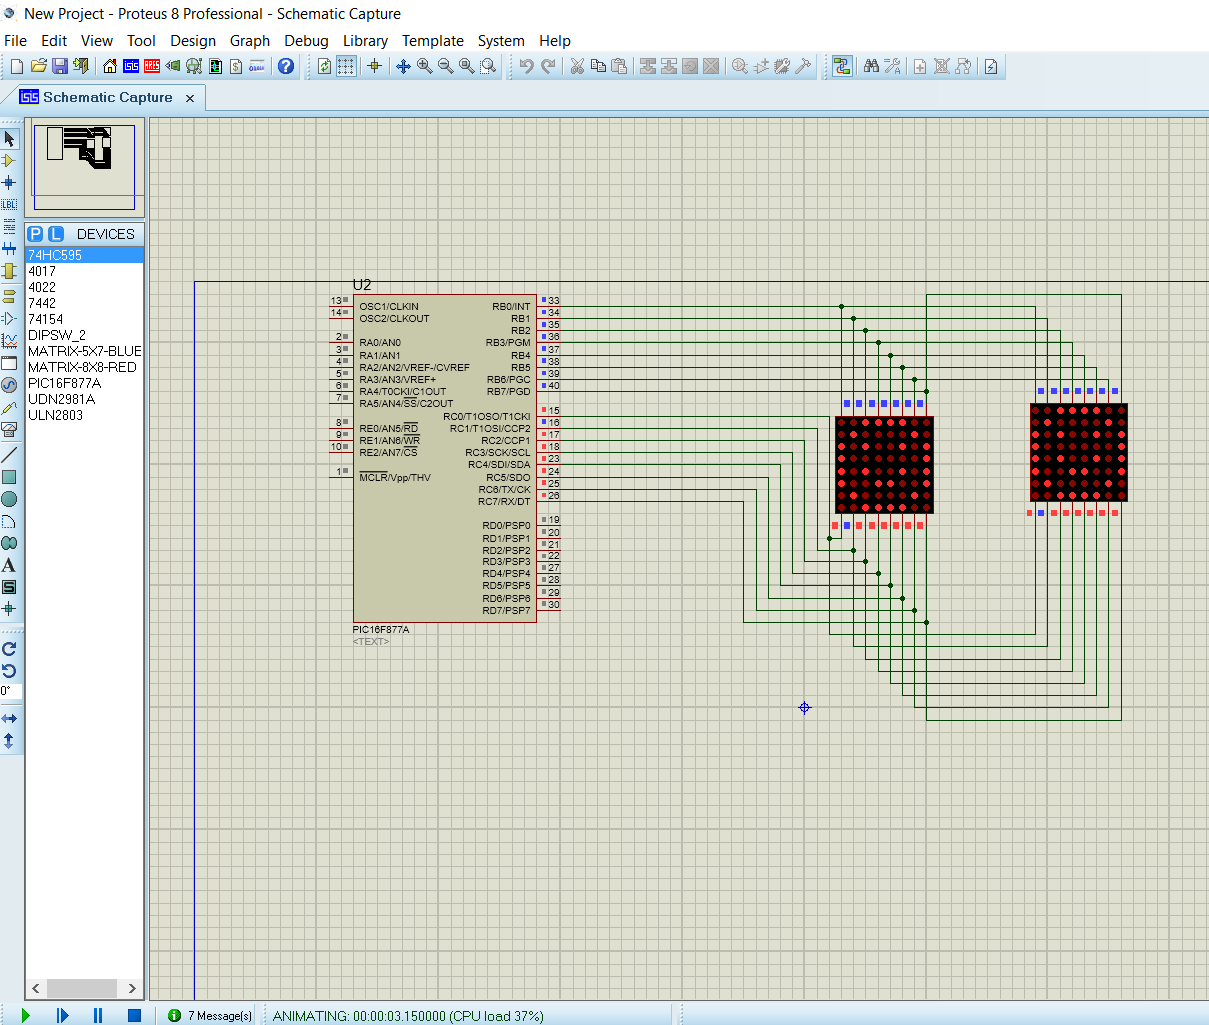 New Project - Proteus 8 Professional - Schematic Capture
File Edit View Tool Design Graph Debug Library Template System Help
Schematic Capture
LBL
P L DEVICES
74HC595
4017
4022
7442
74154
DIPSW_2
MATRIX-5X7-BLUE
MATRIX-8X8-RED
PIC16F877A
UDN2981A
ULN2803
A
S
0°
U2
13 OSC1/CLKIN RB0/INT 33
14 OSC2/CLKOUT RB1 34
RB2 35
2 RA0/AN0 RB3/PGM 36
3 RA1/AN1 RB4 37
4 RA2/AN2/VREF-/CVREF RB5 38
5 RA3/AN3/VREF+ RB6/PGC 39
6 RA4/T0CKI/C1OUT RB7/PGD 40
7 RA5/AN4/SS/C2OUT
RC0/T1OSO/T1CKI 15
8 RE0/AN5/RD RC1/T1OSI/CCP2 16
9 RE1/AN6/WR RC2/CCP1 17
10 RE2/AN7/CS RC3/SCK/SCL 18
RC4/SDI/SDA 23
1 MCLR/Vpp/THV RC5/SDO 24
RC6/TX/CK 25
RC7/RX/DT 26
RD0/PSP0 19
RD1/PSP1 20
RD2/PSP2 21
RD3/PSP3 22
RD4/PSP4 27
RD5/PSP5 28
RD6/PSP6 29
RD7/PSP7 30
PIC16F877A
<TEXT>
7 Message(s) ANIMATING: 00:00:03.150000 (CPU load 37%)